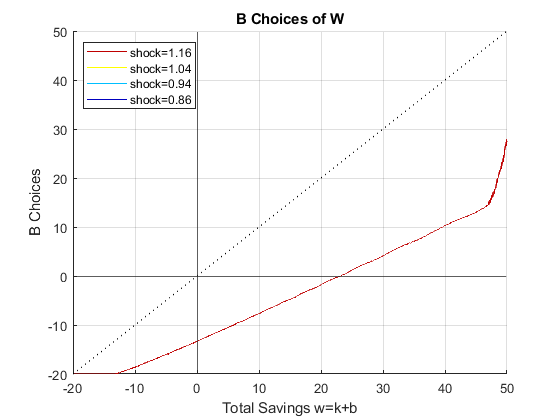 B Choices of W
50
40
30
20
10
0
-10
-20
B Choices
shock=1.16
shock=1.04
shock=0.94
shock=0.86
-20 -10 0 10 20 30 40 50
Total Savings w=k+b